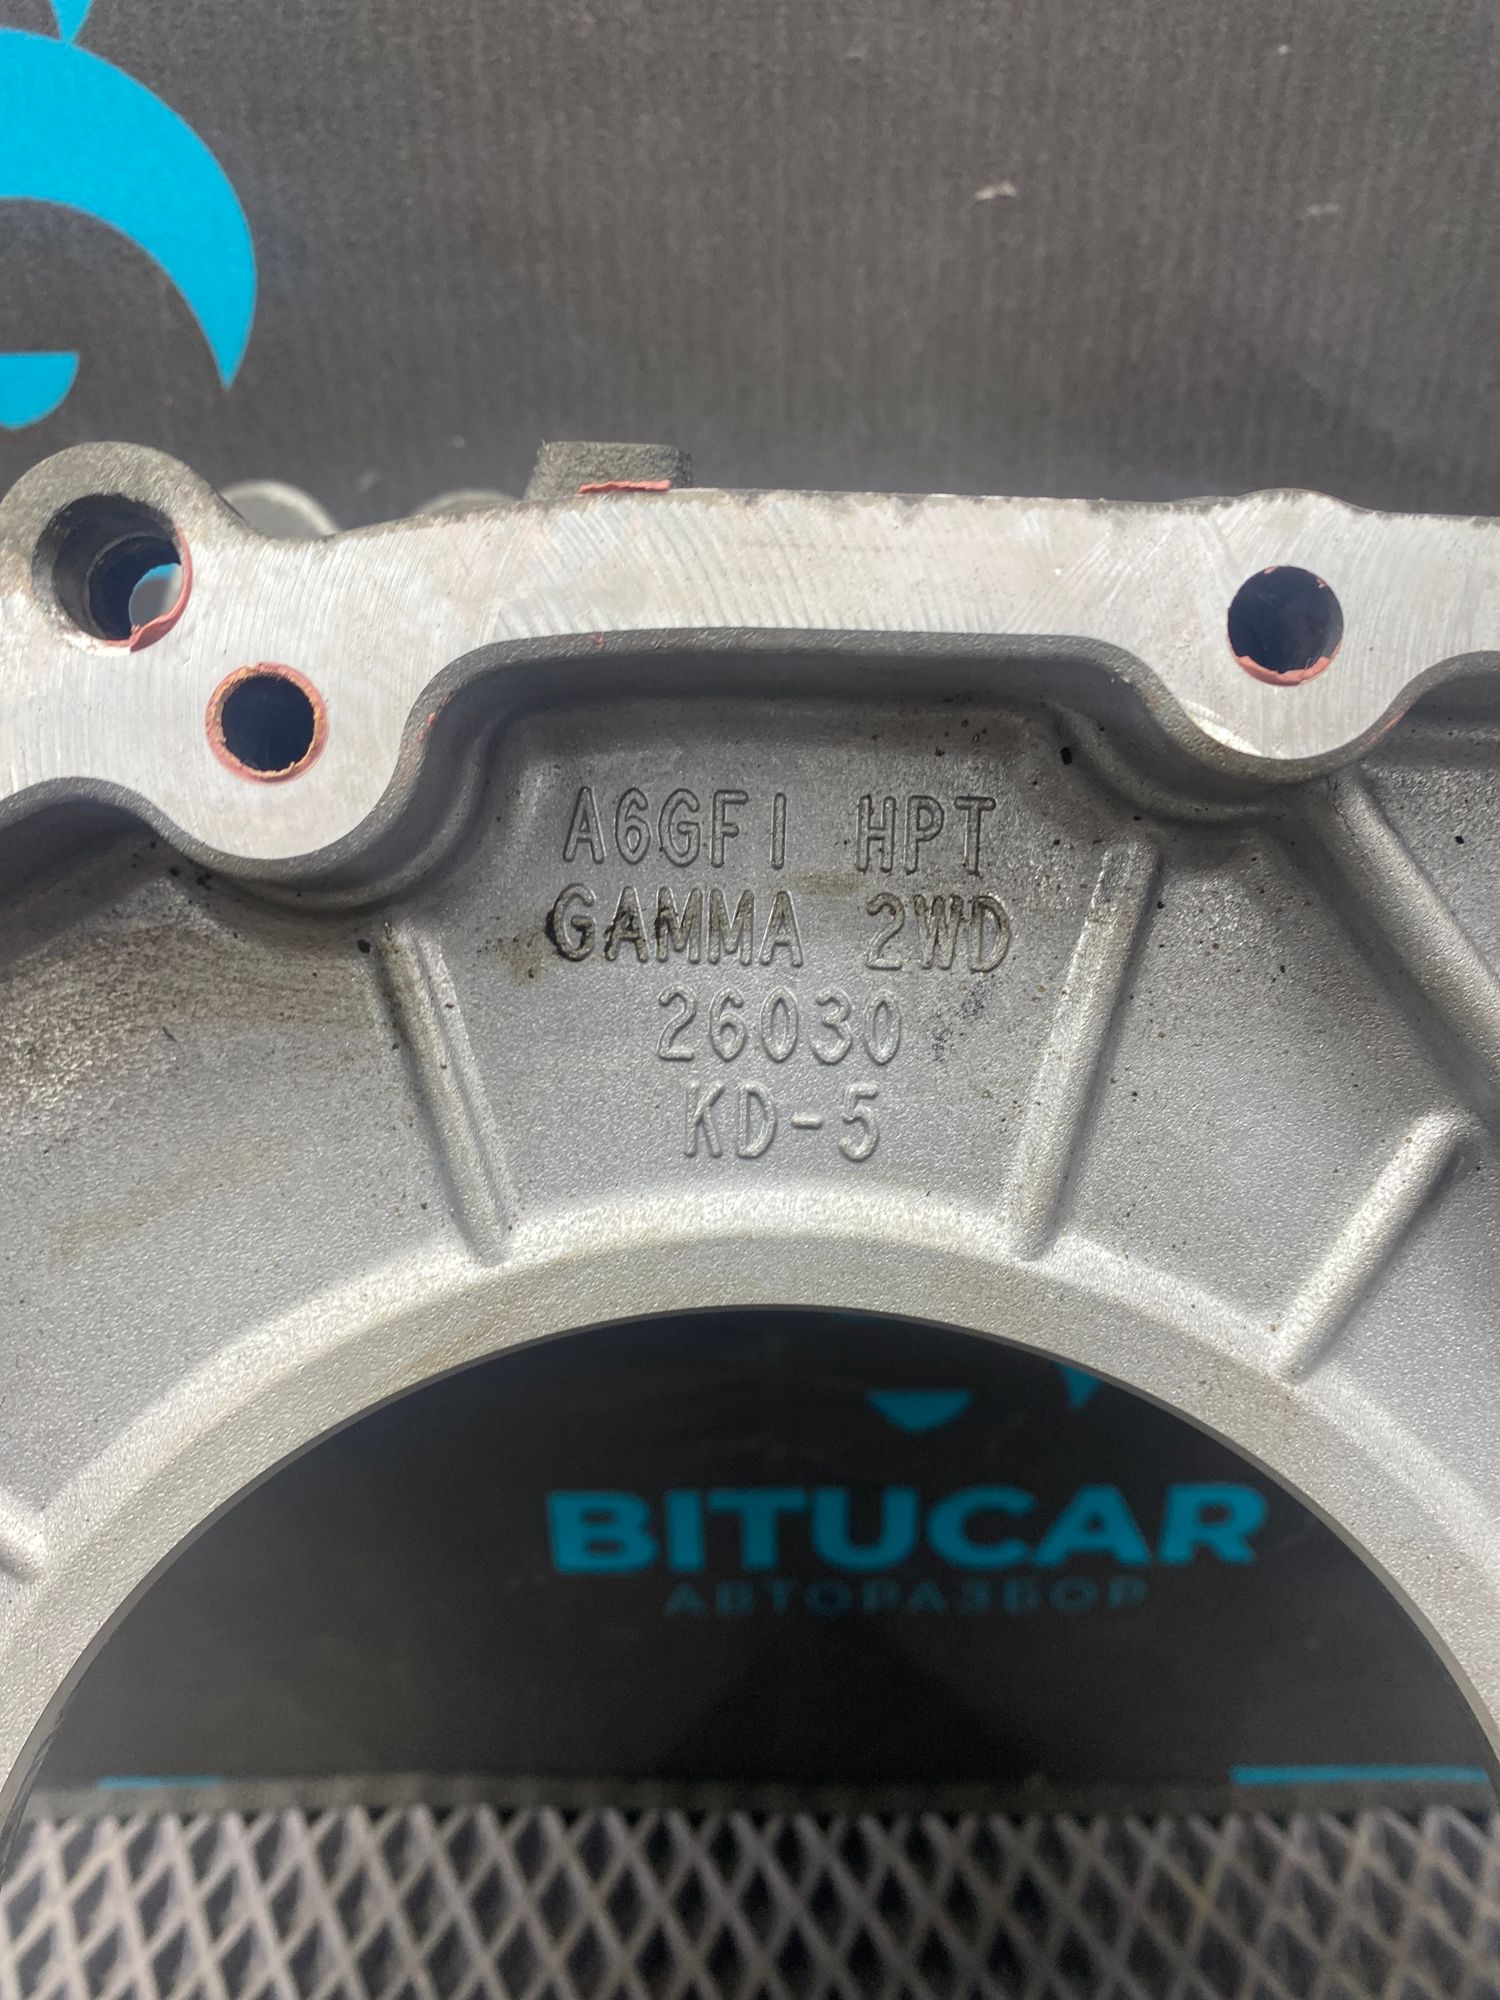 A6GF1 HPT
GAMMA 2WD
26030
KD-5
BITUCAR
АВТОРАЗБОР